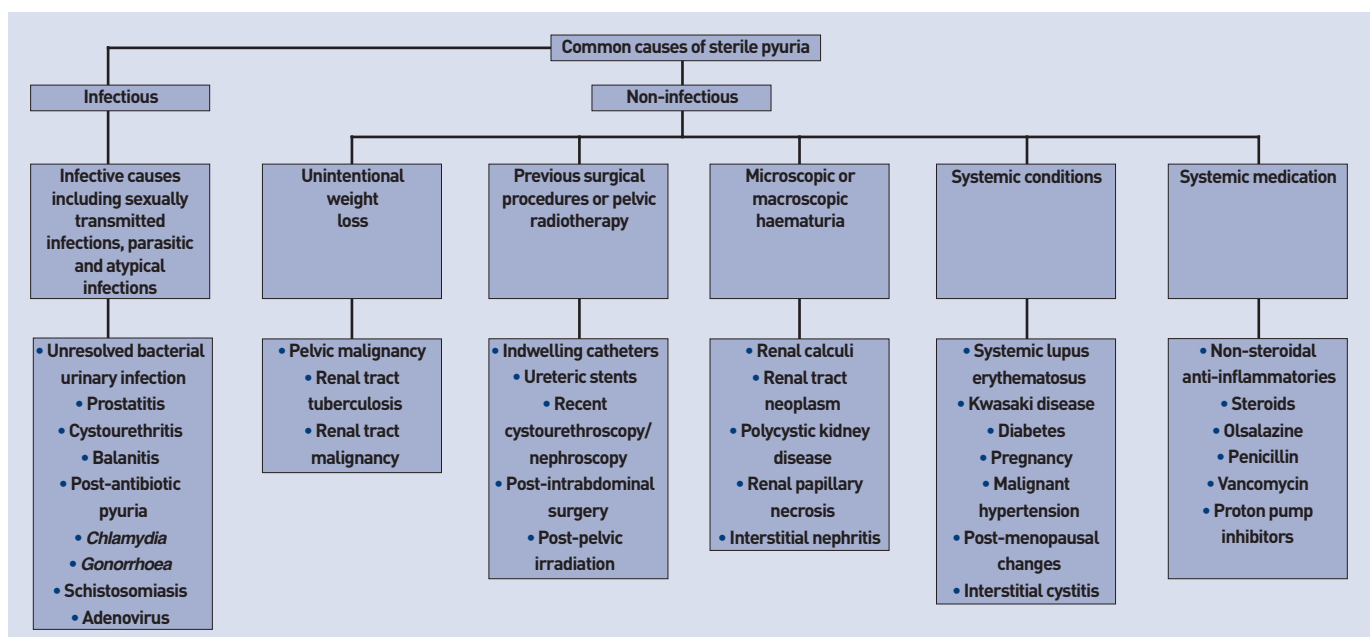 Common causes of sterile pyuria
Infectious
Non-infectious
Infective causes
including sexually
transmitted
infections, parasitic
and atypical
infections
Unintentional
weight
loss
Previous surgical
procedures or pelvic
radiotherapy
Microscopic or
macroscopic
haematuria
Systemic conditions
Systemic medication
• Unresolved bacterial
urinary infection
• Prostatitis
• Cystourethritis
• Balanitis
• Post-antibiotic
pyuria
• Chlamydia
• Gonorrhoea
• Schistosomiasis
• Adenovirus
• Pelvic malignancy
• Renal tract
tuberculosis
• Renal tract
malignancy
• Indwelling catheters
• Ureteric stents
• Recent
cystourethroscopy/
nephroscopy
• Post-intrabdominal
surgery
• Post-pelvic
irradiation
• Renal calculi
• Renal tract
neoplasm
• Polycystic kidney
disease
• Renal papillary
necrosis
• Interstitial nephritis
• Systemic lupus
erythematosus
• Kwasaki disease
• Diabetes
• Pregnancy
• Malignant
hypertension
• Post-menopausal
changes
• Interstitial cystitis
• Non-steroidal
anti-inflammatories
• Steroids
• Olsalazine
• Penicillin
• Vancomycin
• Proton pump
inhibitors